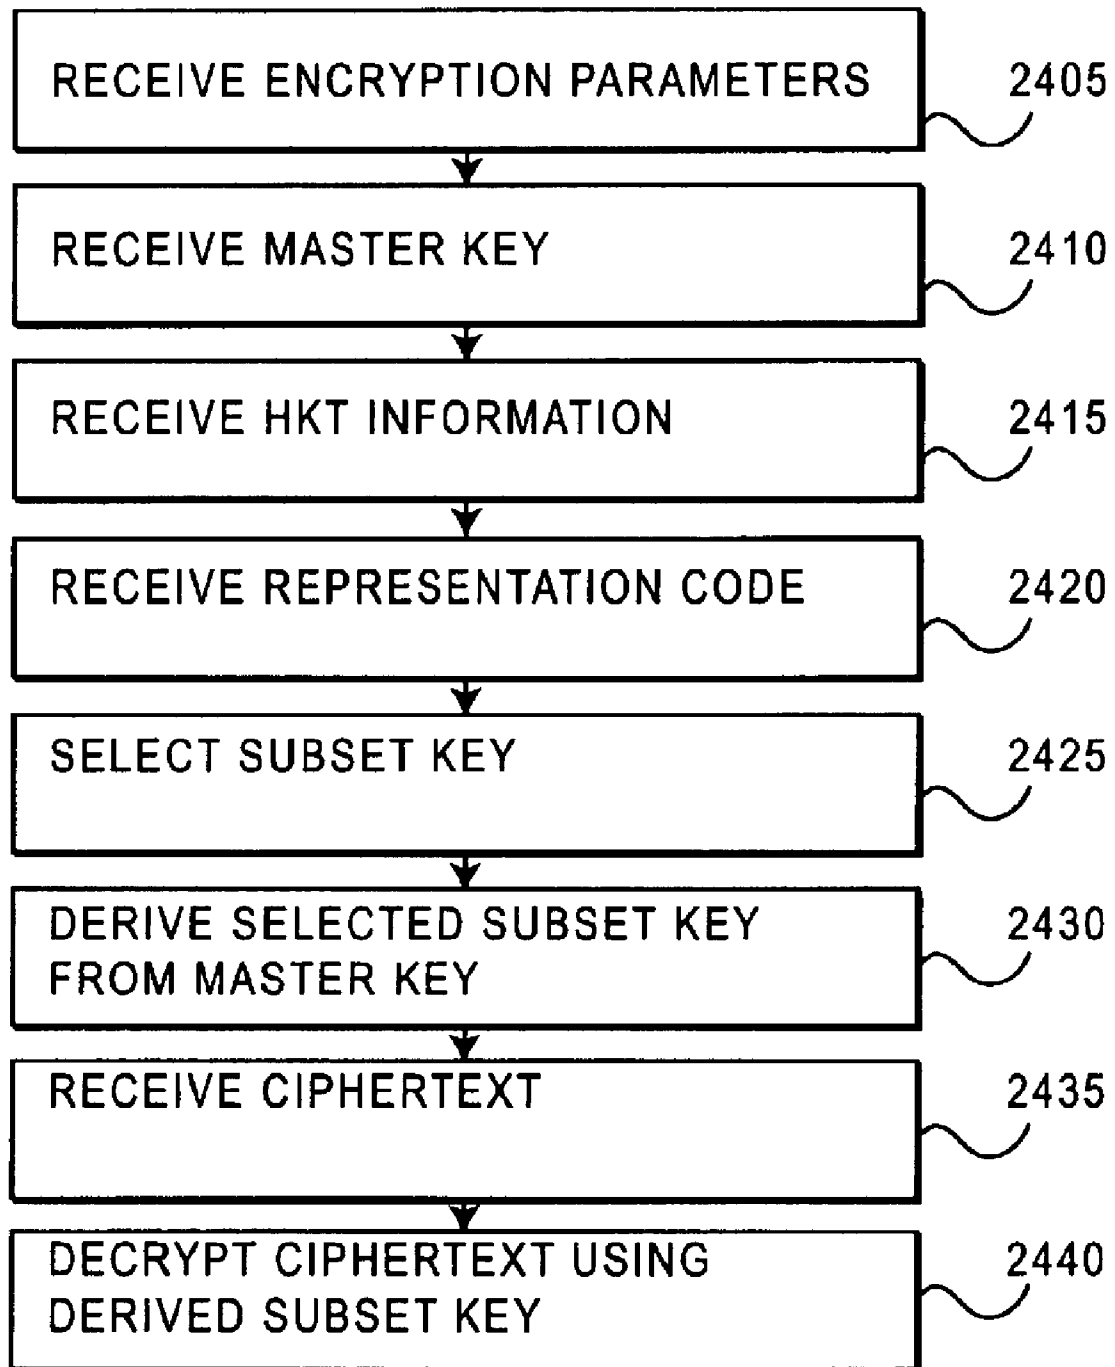 RECEIVE ENCRYPTION PARAMETERS
2405
RECEIVE MASTER KEY
2410
RECEIVE HKT INFORMATION
2415
RECEIVE REPRESENTATION CODE
2420
SELECT SUBSET KEY
2425
DERIVE SELECTED SUBSET KEY
FROM MASTER KEY
2430
RECEIVE CIPHERTEXT
2435
DECRYPT CIPHERTEXT USING
DERIVED SUBSET KEY
2440